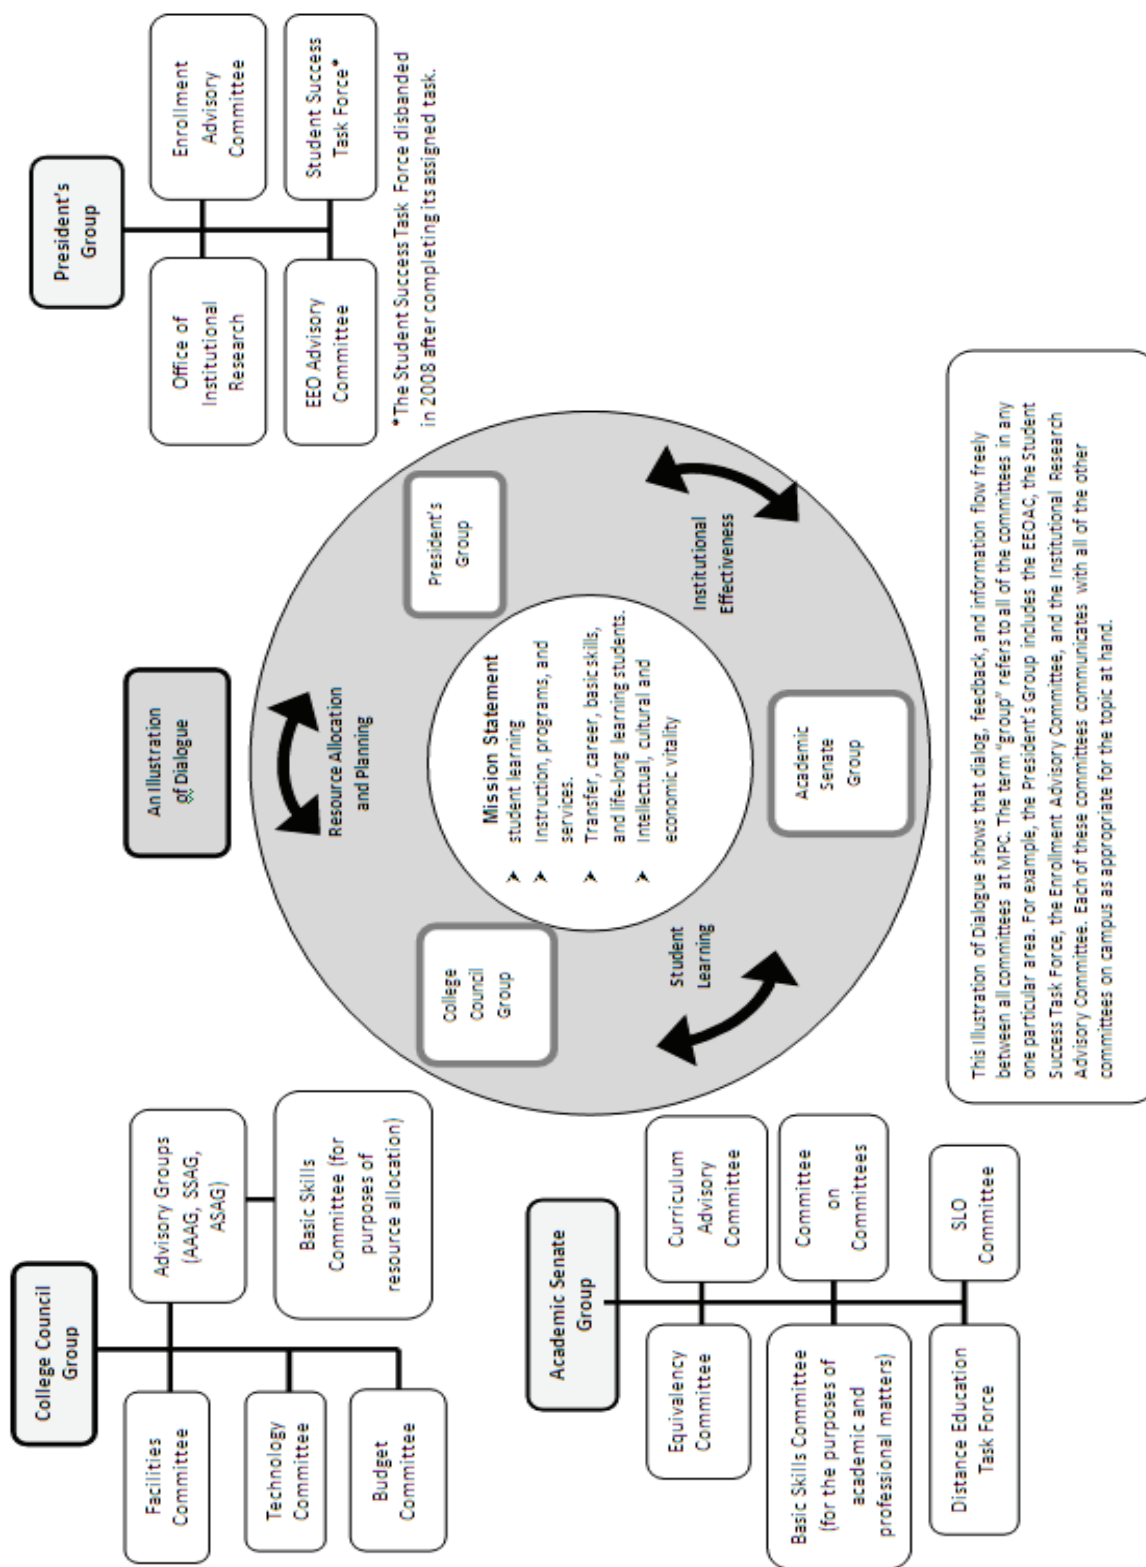 An Illustration
of Dialogue
College Council
Group
Facilities
Committee
Advisory Groups
(AAAG, SSAG,
ASAG)
Technology
Committee
Basic Skills
Committee (for
purposes of
resource allocation)
Budget
Committee
President's
Group
Office of
Institutional
Research
Enrollment
Advisory
Committee
EEO Advisory
Committee
Student Success
Task Force*
*The Student Success Task Force disbanded
in 2008 after completing its assigned task.
Resource Allocation
and Planning
College
Council
Group
President's
Group
Mission Statement
➢ student learning
➢ Instruction, programs, and
services.
➢ Transfer, career, basic skills,
and life-long learning students.
➢ Intellectual, cultural and
economic vitality
Student
Learning
Institutional
Effectiveness
Academic
Senate
Group
Academic Senate
Group
Equivalency
Committee
Curriculum
Advisory
Committee
Basic Skills Committee
(for the purposes of
academic and
professional matters)
Committee
on
Committees
Distance Education
Task Force
SLO
Committee
This Illustration of Dialogue shows that dialog, feedback, and information flow freely
between all committees at MPC. The term "group" refers to all of the committees in any
one particular area. For example, the President's Group includes the EEOAC, the Student
Success Task Force, the Enrollment Advisory Committee, and the Institutional Research
Advisory Committee. Each of these committees communicates with all of the other
committees on campus as appropriate for the topic at hand.